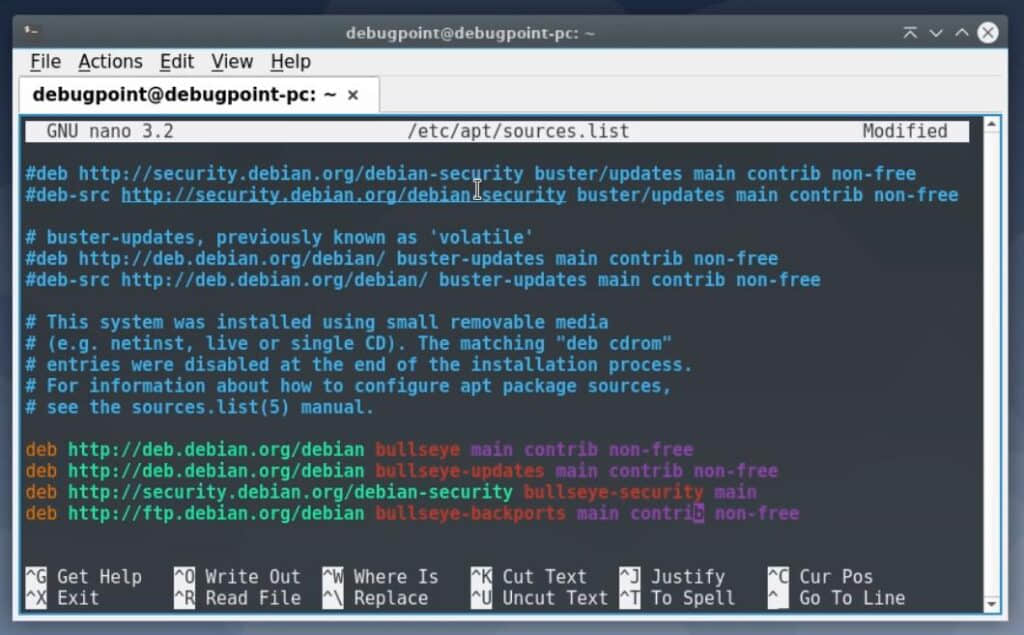 debugpoint@debugpoint-pc: ~
File Actions Edit View Help
debugpoint@debugpoint-pc: ~ ×
GNU nano 3.2 /etc/apt/sources.list Modified
#deb http://security.debian.org/debian-security buster/updates main contrib non-free
#deb-src http://security.debian.org/debian-security buster/updates main contrib non-free
# buster-updates, previously known as 'volatile'
#deb http://deb.debian.org/debian/ buster-updates main contrib non-free
#deb-src http://deb.debian.org/debian/ buster-updates main contrib non-free
# This system was installed using small removable media
# (e.g. netinst, live or single CD). The matching "deb cdrom"
# entries were disabled at the end of the installation process.
# For information about how to configure apt package sources,
# see the sources.list(5) manual.
deb http://deb.debian.org/debian bullseye main contrib non-free
deb http://deb.debian.org/debian bullseye-updates main contrib non-free
deb http://security.debian.org/debian-security bullseye-security main
deb http://ftp.debian.org/debian bullseye-backports main contrib non-free
^G Get Help ^O Write Out ^W Where Is ^K Cut Text ^J Justify ^C Cur Pos
^X Exit ^R Read File ^\ Replace ^U Uncut Text ^T To Spell ^_ Go To Line